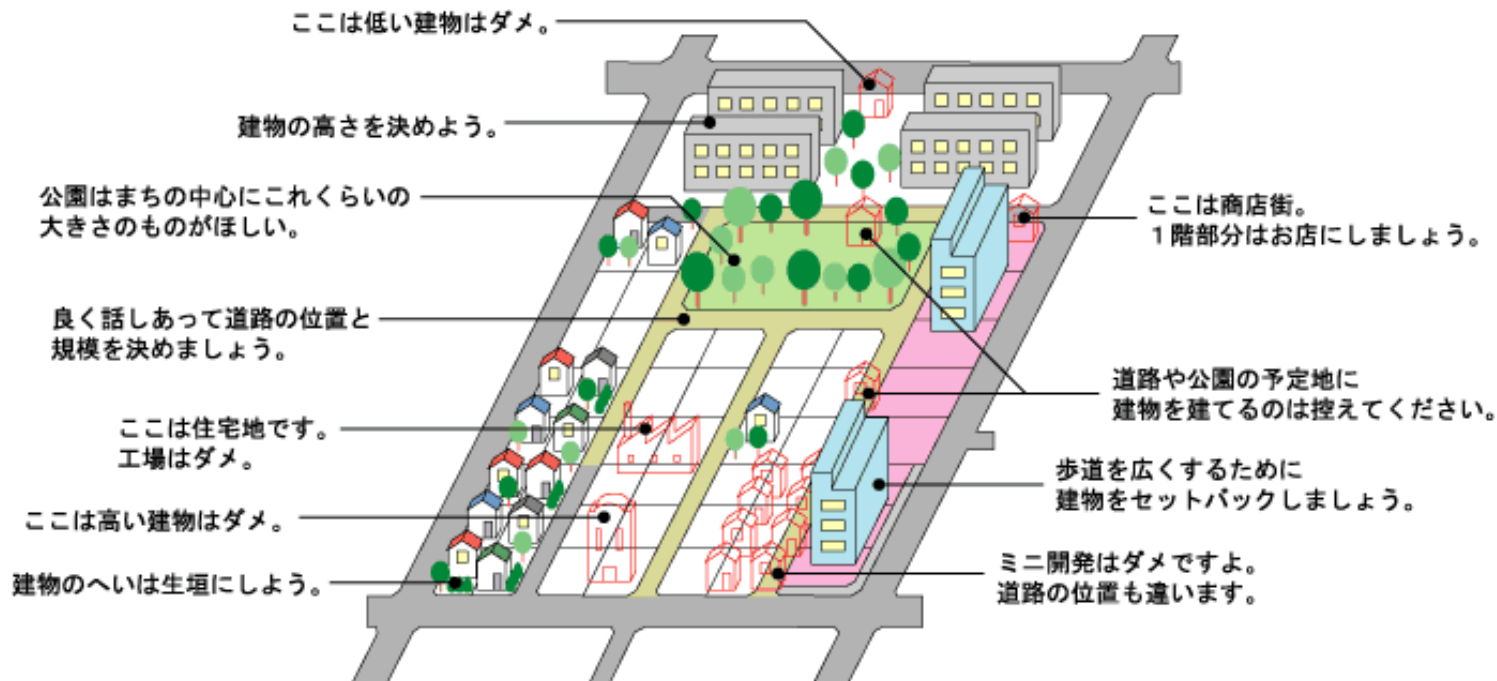 ここは低い建物はダメ。
建物の高さを決めよう。
公園はまちの中心にこれくらいの
大きさのものがほしい。
ここは商店街。
１階部分はお店にしましょう。
良く話しあって道路の位置と
規模を決めましょう。
道路や公園の予定地に
建物を建てるのは控えてください。
ここは住宅地です。
工場はダメ。
歩道を広くするために
建物をセットバックしましょう。
ここは高い建物はダメ。
ミニ開発はダメですよ。
道路の位置も違います。
建物のへいは生垣にしよう。